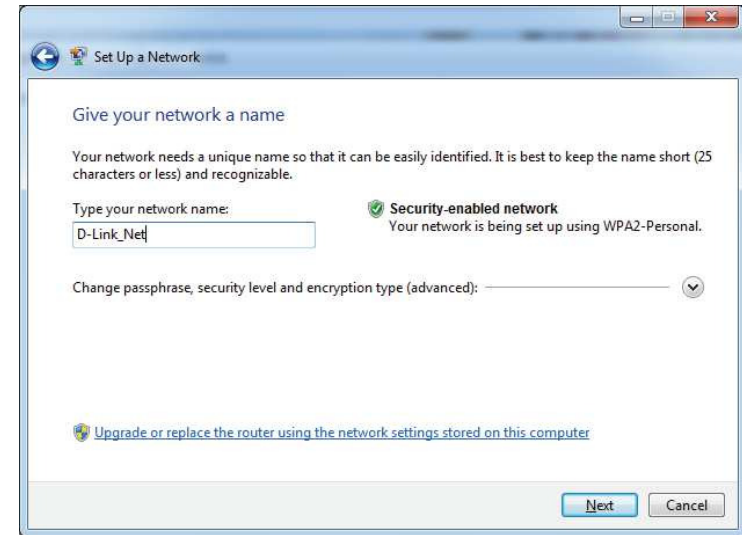 Set Up a Network
Give your network a name
Your network needs a unique name so that it can be easily identified. It is best to keep the name short (25
characters or less) and recognizable.
Type your network name:
Security-enabled network
D-Link_Net
Your network is being set up using WPA2-Personal.
Change passphrase, security level and encryption type (advanced):
Upgrade or replace the router using the network settings stored on this computer
Next Cancel